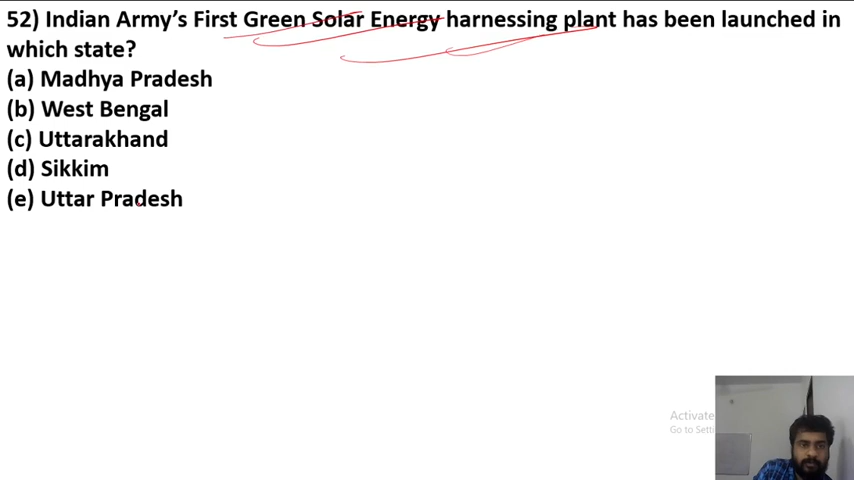 52) Indian Army’s First Green Solar Energy harnessing plant has been launched in
which state?
(a) Madhya Pradesh
(b) West Bengal
(c) Uttarakhand
(d) Sikkim
(e) Uttar Pradesh
Activate
Go to Setti